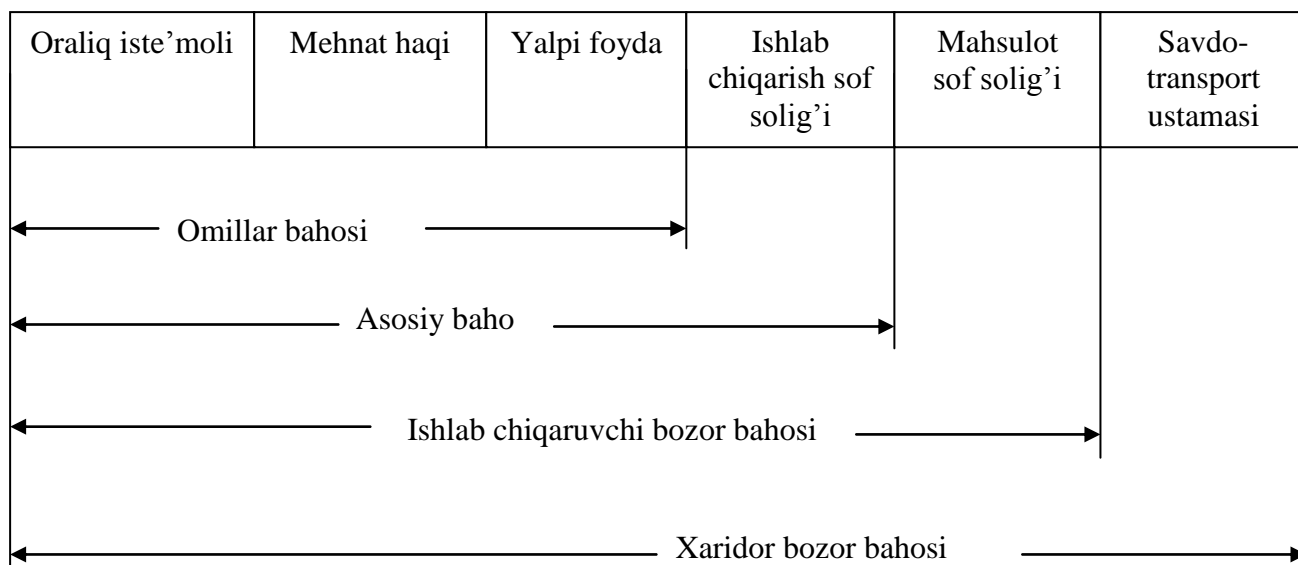 Oraliq iste’moli
Mehnat haqi
Yalpi foyda
Ishlab
chiqarish sof
solig’i
Mahsulot
sof solig’i
Savdo-
transport
ustamasi
Omillar bahosi
Asosiy baho
Ishlab chiqaruvchi bozor bahosi
Xaridor bozor bahosi